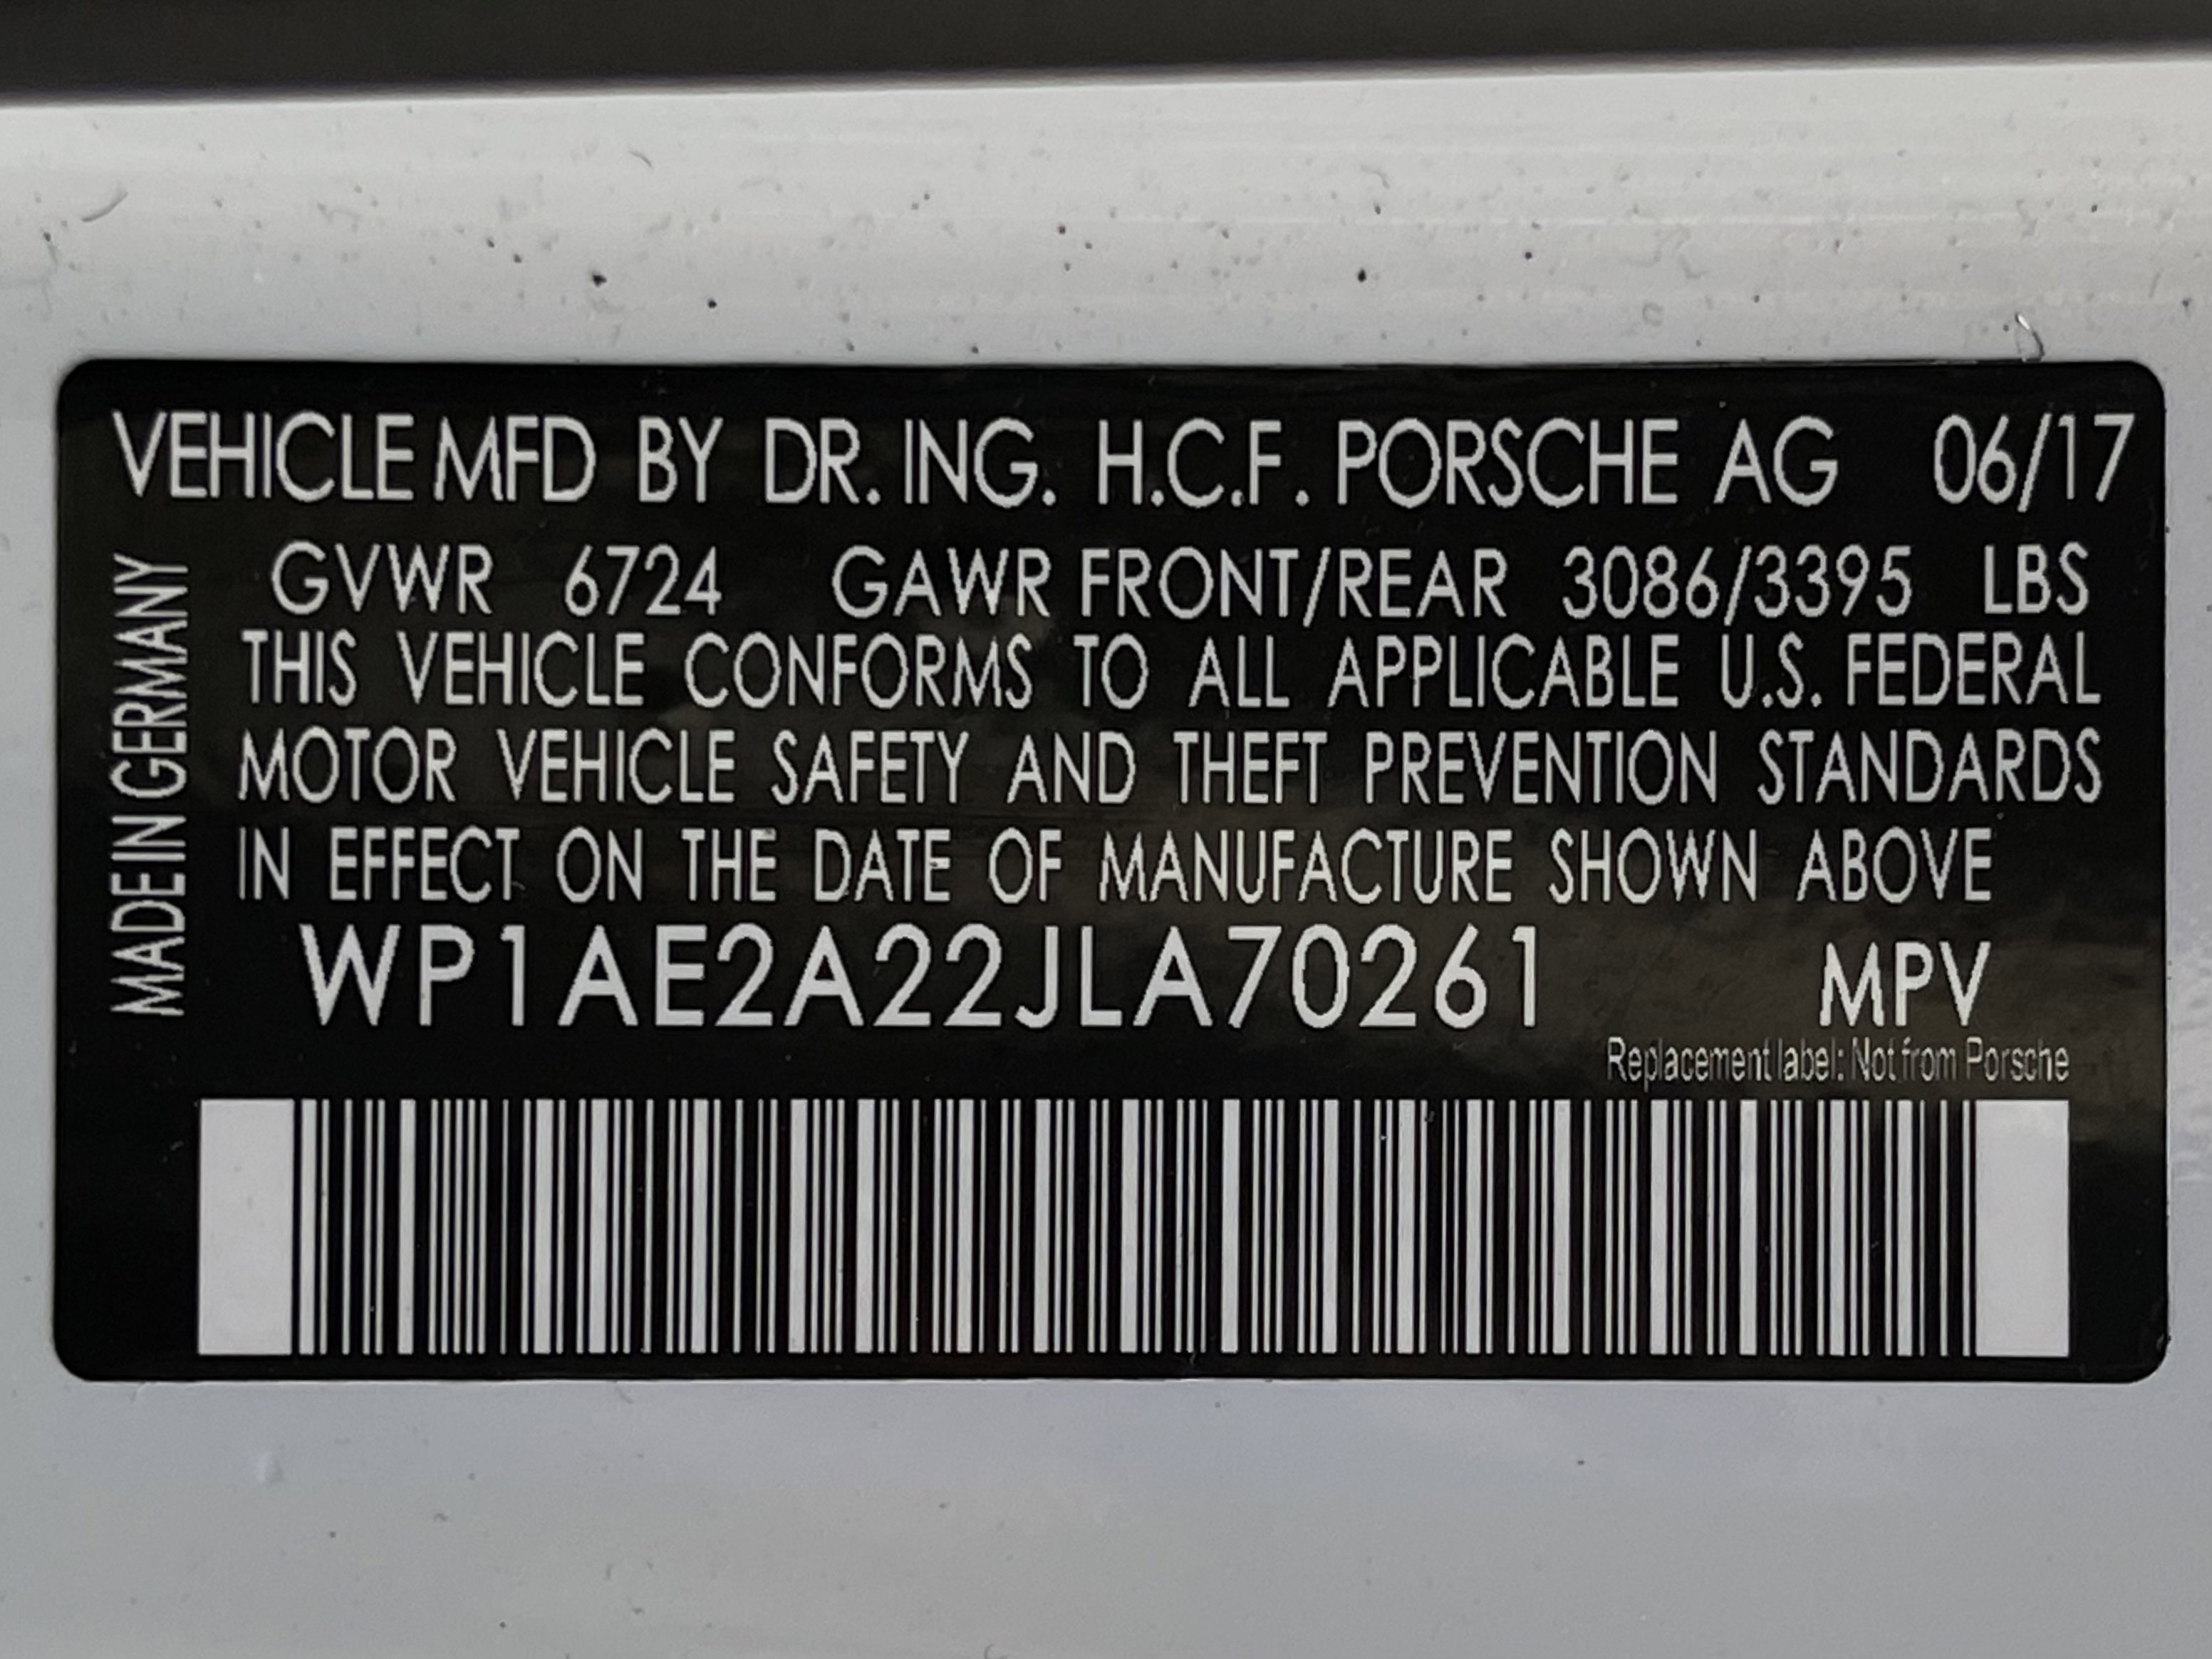 VEHICLE MFD BY DR. ING. H.C.F. PORSCHE AG 06/17
GVWR 6724 GAWR FRONT/REAR 3086/3395 LBS
THIS VEHICLE CONFORMS TO ALL APPLICABLE U.S. FEDERAL
MOTOR VEHICLE SAFETY AND THEFT PREVENTION STANDARDS
IN EFFECT ON THE DATE OF MANUFACTURE SHOWN ABOVE
WP1AE2A22JLA70261 MPV
Replacement label: Not from Porsche
MADE IN GERMANY